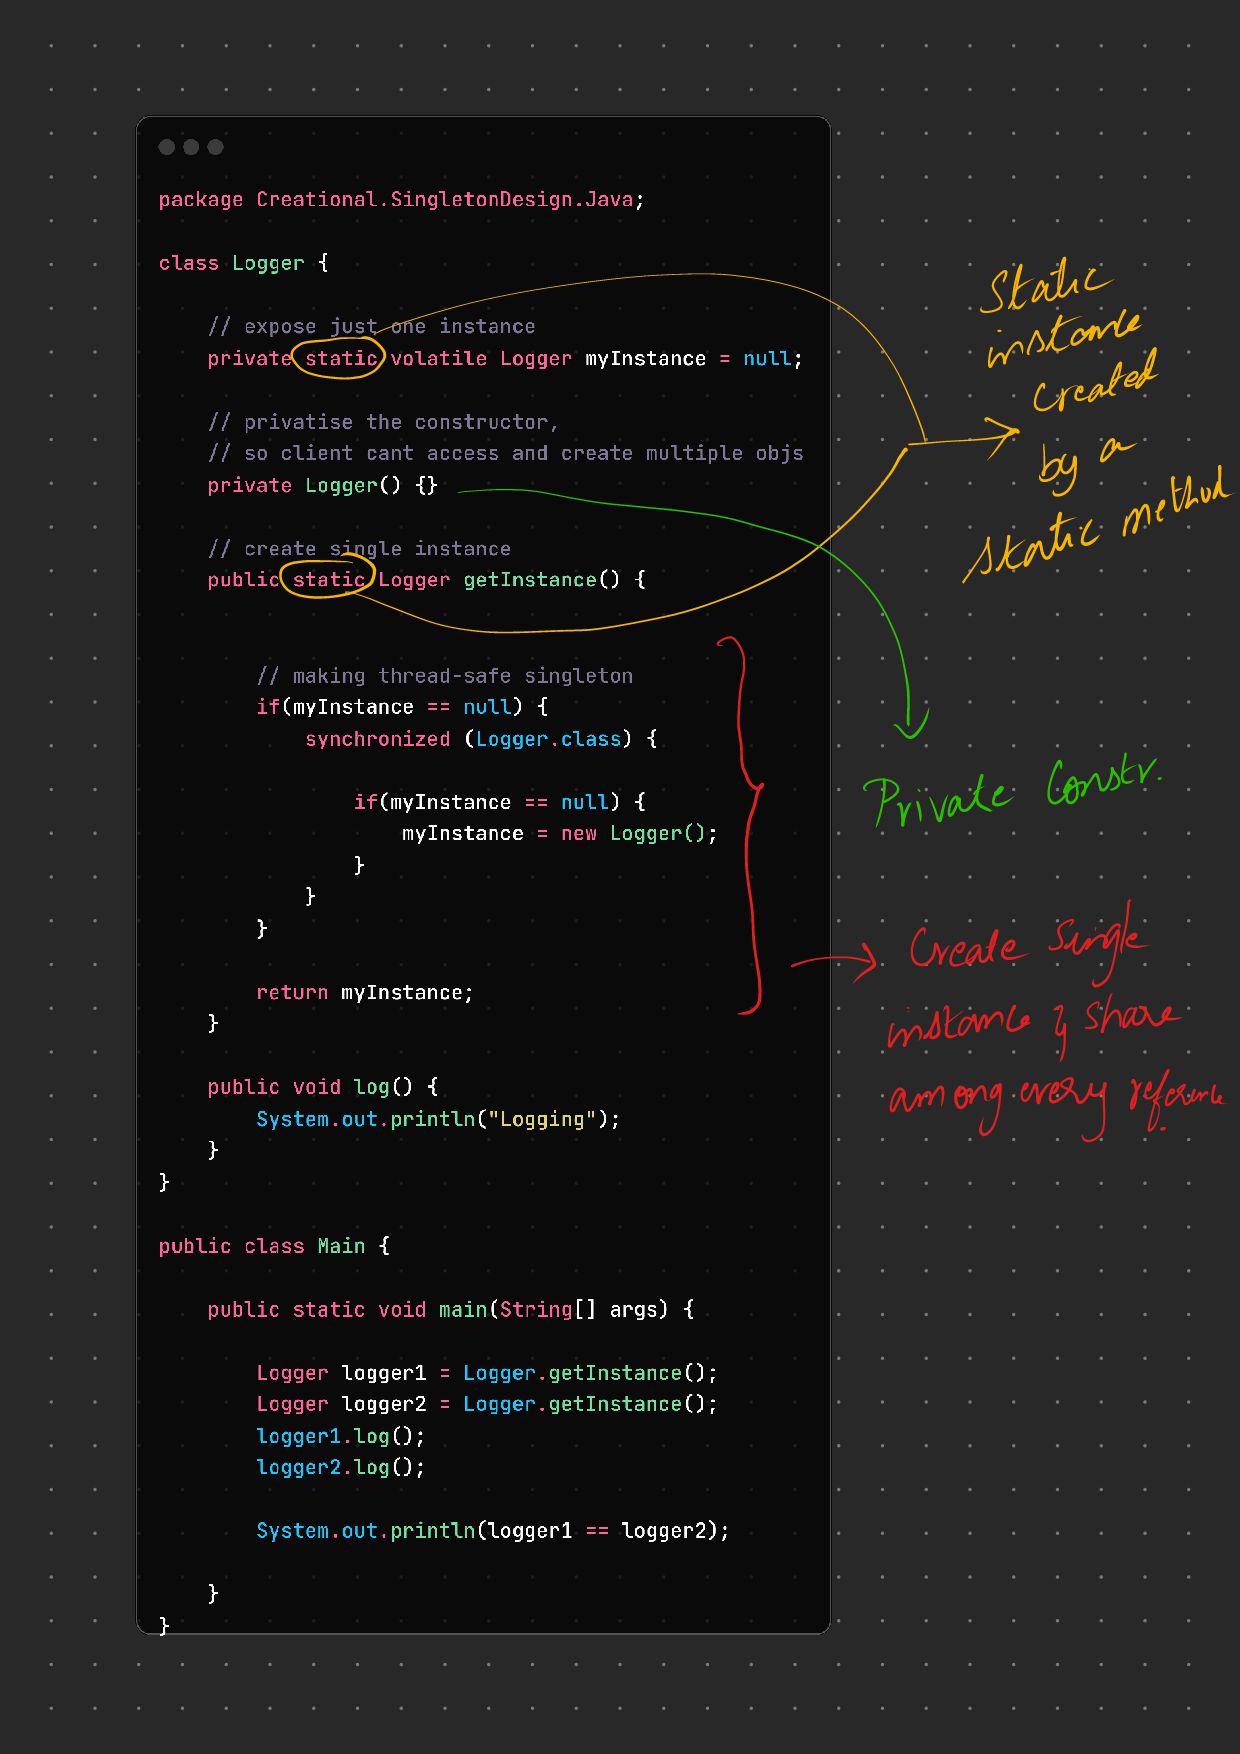 package Creational.SingletonDesign.Java;
class Logger {
// expose just one instance
private static volatile Logger myInstance = null;
// privatise the constructor,
// so client cant access and create multiple objs
private Logger() {}
// create single instance
public static Logger getInstance() {
// making thread-safe singleton
if(myInstance == null) {
synchronized (Logger.class) {
if(myInstance == null) {
myInstance = new Logger();
}
}
}
return myInstance;
}
public void log() {
System.out.println("Logging");
}
}
public class Main {
public static void main(String[] args) {
Logger logger1 = Logger.getInstance();
Logger logger2 = Logger.getInstance();
logger1.log();
logger2.log();
System.out.println(logger1 == logger2);
}
}
Static
instance
Created
by a
static method
Private Constr.
Create Single
instance & share
among every reference.